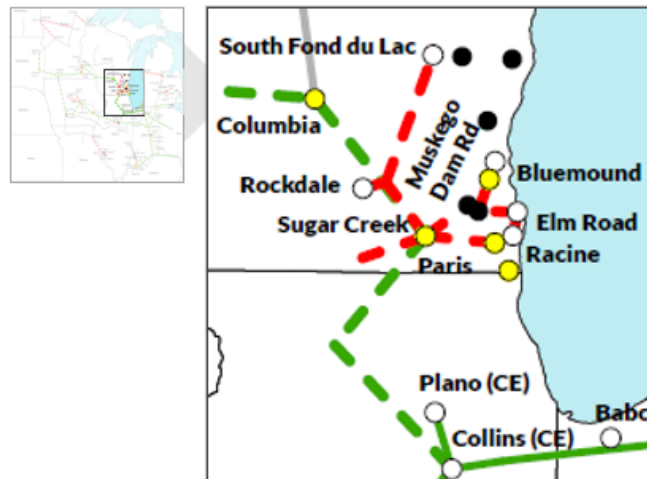 South Fond du Lac
Columbia
Muskego
Dam Rd
Bluemound
Rockdale
Sugar Creek
Elm Road
Racine
Paris
Plano (CE)
Babc
Collins (CE)